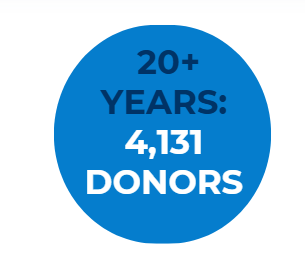 20+
YEARS:
4,131
DONORS